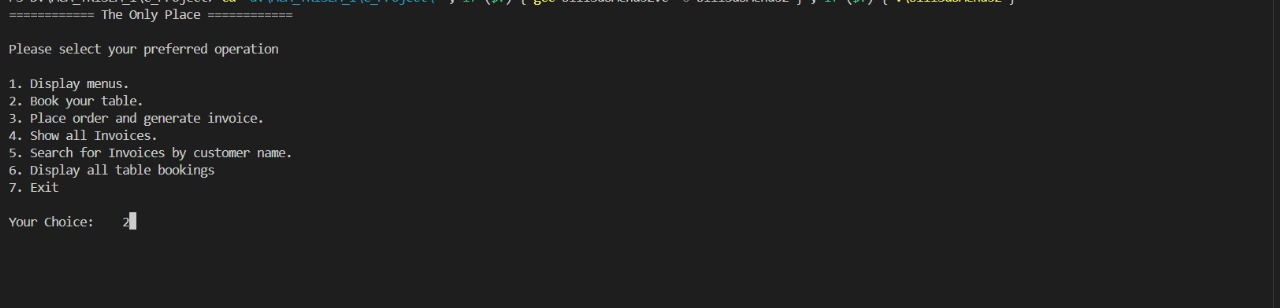 ============ The Only Place ============
Please select your preferred operation
1. Display menus.
2. Book your table.
3. Place order and generate invoice.
4. Show all Invoices.
5. Search for Invoices by customer name.
6. Display all table bookings
7. Exit
Your Choice: 2